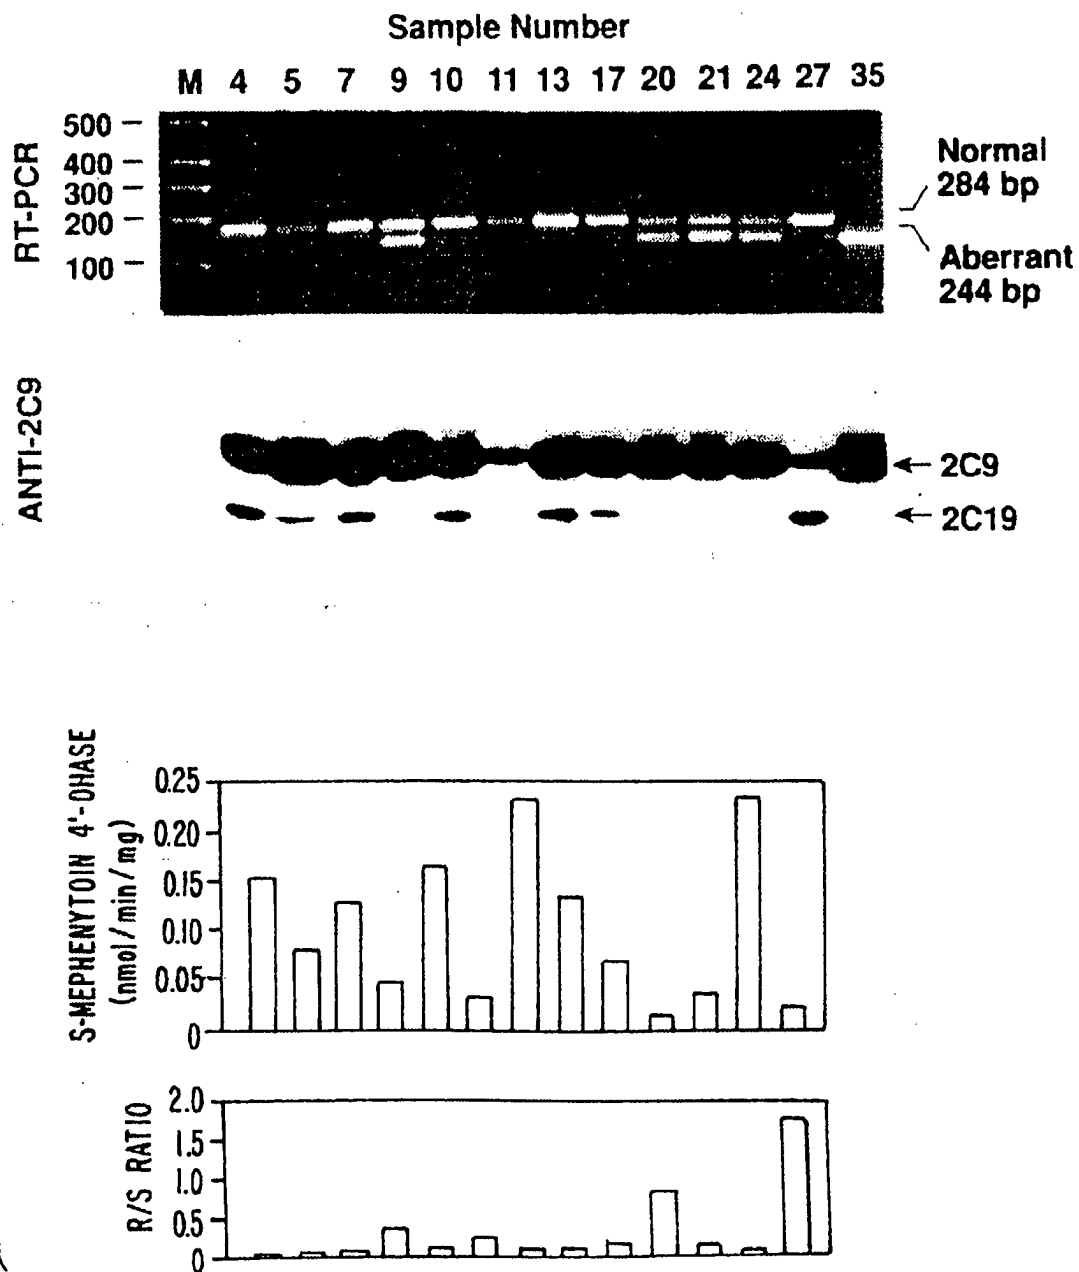 Sample Number
M 4 5 7 9 10 11 13 17 20 21 24 27 35
RT-PCR
500
400
300
200
100
Normal
284 bp
Aberrant
244 bp
ANTI-2C9
2C9
2C19
S-MEPHENYTOIN 4'-OHASE
(nmol/min/mg)
0.25
0.20
0.15
0.10
0.05
0
R/S RATIO
2.0
1.5
1.0
0.5
0